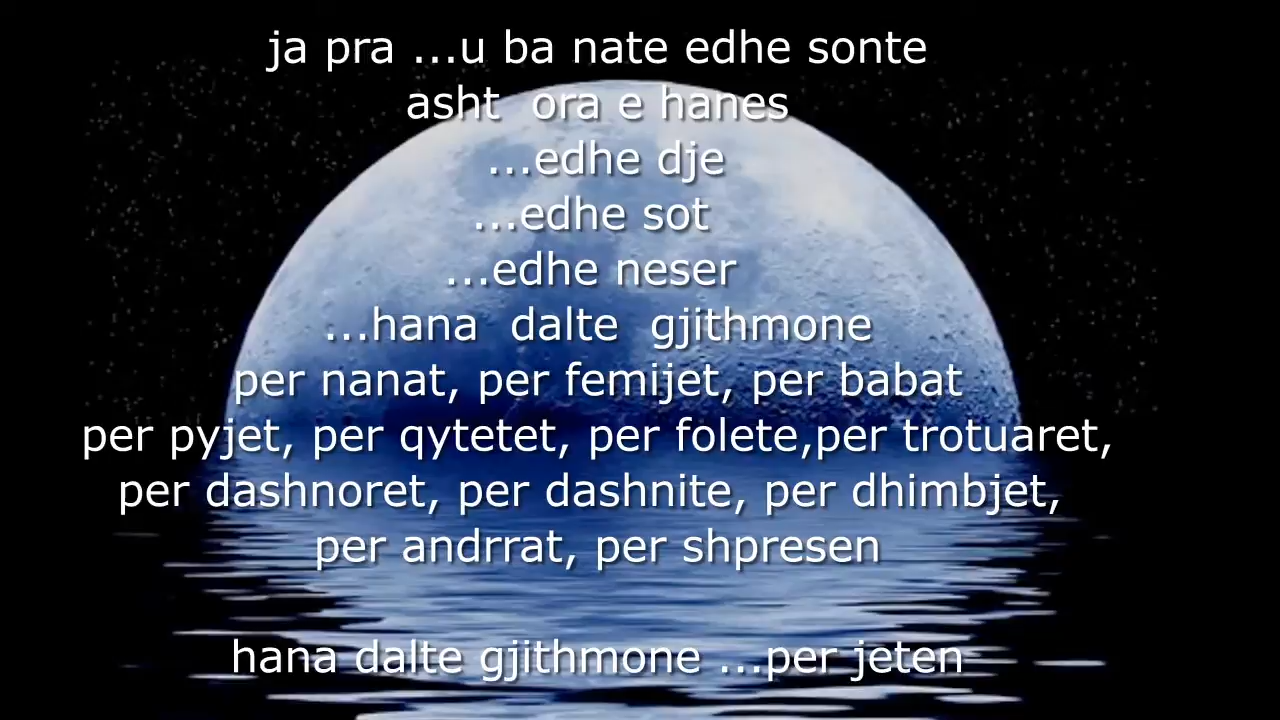 ja pra ...u ba nate edhe sonte
asht ora e hanes
...edhe dje
...edhe sot
...edhe neser
...hana dalte gjithmone
per nanat, per femijet, per babat
per pyjet, per qytetet, per folete,per trotuaret,
per dashnoret, per dashnite, per dhimbjet,
per andrrat, per shpresen
hana dalte gjithmone ...per jeten